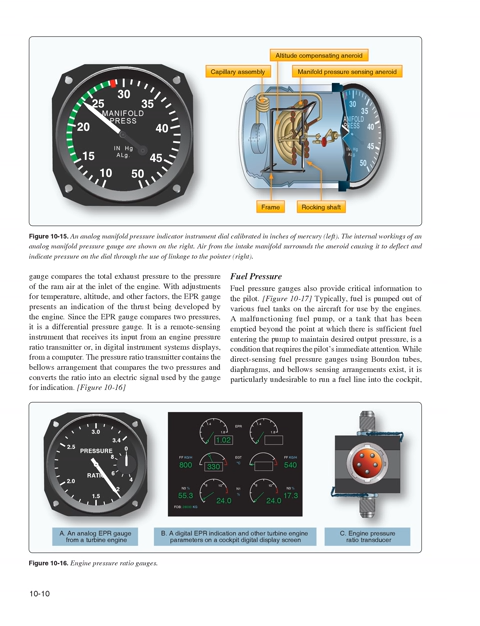 Altitude compensating aneroid
Capillary assembly
Manifold pressure sensing aneroid
30
25
35
MANIFOLD
PRESS
20
40
IN Hg
ALg.
15
45
10
50
30
35
40
45
50
Frame
Rocking shaft
Figure 10-15. An analog manifold pressure indicator instrument dial calibrated in inches of mercury (left). The internal workings of an
analog manifold pressure gauge are shown on the right. Air from the intake manifold surrounds the aneroid causing it to deflect and
indicate pressure on the dial through the use of linkage to the pointer (right).
gauge compares the total exhaust pressure to the pressure
of the ram air at the inlet of the engine. With adjustments
for temperature, altitude, and other factors, the EPR gauge
presents an indication of the thrust being developed by
the engine. Since the EPR gauge compares two pressures,
it is a differential pressure gauge. It is a remote-sensing
instrument that receives its input from an engine pressure
ratio transmitter or, in digital instrument systems displays,
from a computer. The pressure ratio transmitter contains the
bellows arrangement that compares the two pressures and
converts the ratio into an electric signal used by the gauge
for indication. [Figure 10-16]
Fuel Pressure
Fuel pressure gauges also provide critical information to
the pilot. [Figure 10-17] Typically, fuel is pumped out of
various fuel tanks on the aircraft for use by the engines.
A malfunctioning fuel pump, or a tank that has been
emptied beyond the point at which there is sufficient fuel
entering the pump to maintain desired output pressure, is a
condition that requires the pilot's immediate attention. While
direct-sensing fuel pressure gauges using Bourdon tubes,
diaphragms, and bellows sensing arrangements exist, it is
particularly undesirable to run a fuel line into the cockpit,
3.0
3.4
2.5
PRESSURE
0
8
RATIO
6
4
2
2.0
1.5
EPR
1.02
800
330
540
55.3
24.0
24.0
17.3
A. An analog EPR gauge
from a turbine engine
B. A digital EPR indication and other turbine engine
parameters on a cockpit digital display screen
C. Engine pressure
ratio transducer
Figure 10-16. Engine pressure ratio gauges.
10-10